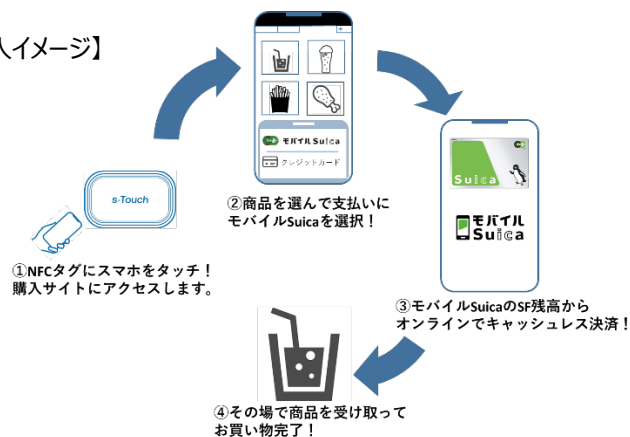 人イメージ】
モバイルSuica
クレジットカード
s-Touch
②商品を選んで支払いに
モバイルSuicaを選択！
Suica
モバイル
Suica
①NFCタグにスマホをタッチ！
購入サイトにアクセスします。
③モバイルSuicaのSF残高から
オンラインでキャッシュレス決済！
④その場で商品を受け取って
お買い物完了！